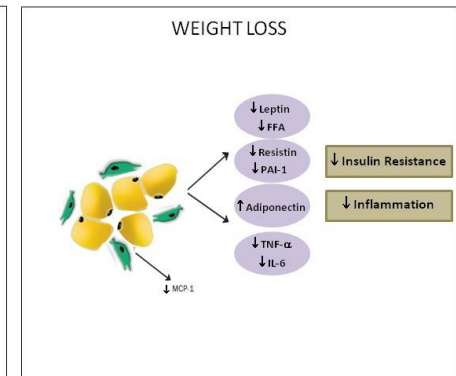 WEIGHT LOSS
↓ Leptin
↓ FFA
↓ Resistin
↓ PAI-1
↑ Adiponectin
↓ TNF-α
↓ IL-6
↓ Insulin Resistance
↓ Inflammation
↓ MCP-1